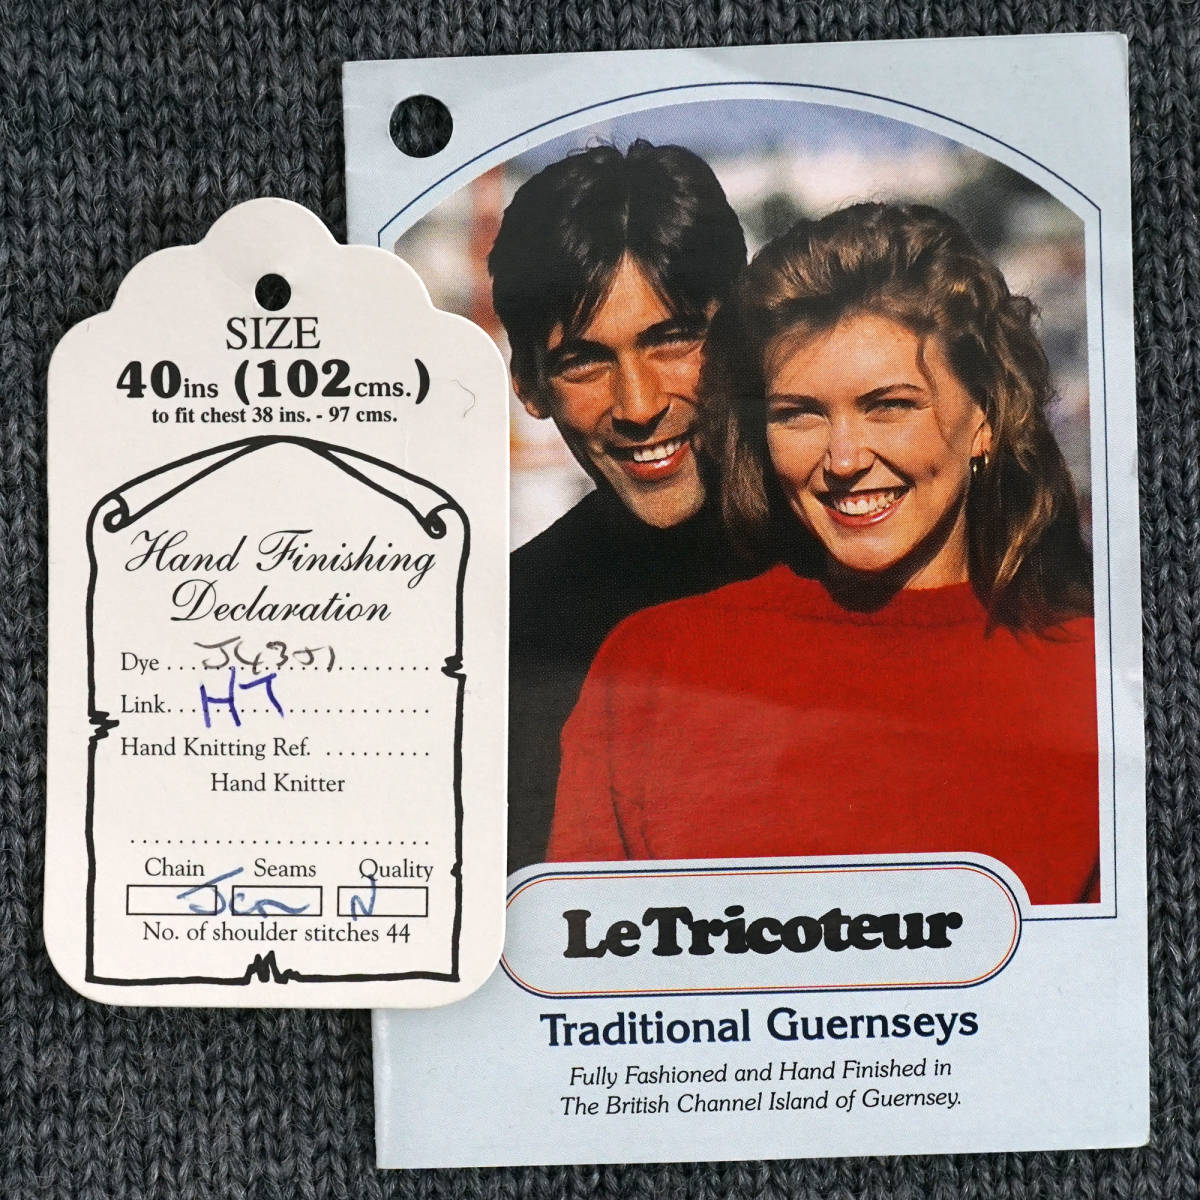 SIZE
40ins (102cms.)
to fit chest 38 ins. - 97 cms.
Hand Finishing
Declaration
Dye . . . . . . . . . . . . . . . . . . . .
Link. . . HT . . . . . . . . . . . . . .
Hand Knitting Ref. . . . . . . . . .
Hand Knitter
. . . . . . . . . . . . . . . . . . . . . . . . . . . .
Chain Seams Quality
N
No. of shoulder stitches 44
Le Tricoteur
Traditional Guernseys
Fully Fashioned and Hand Finished in
The British Channel Island of Guernsey.